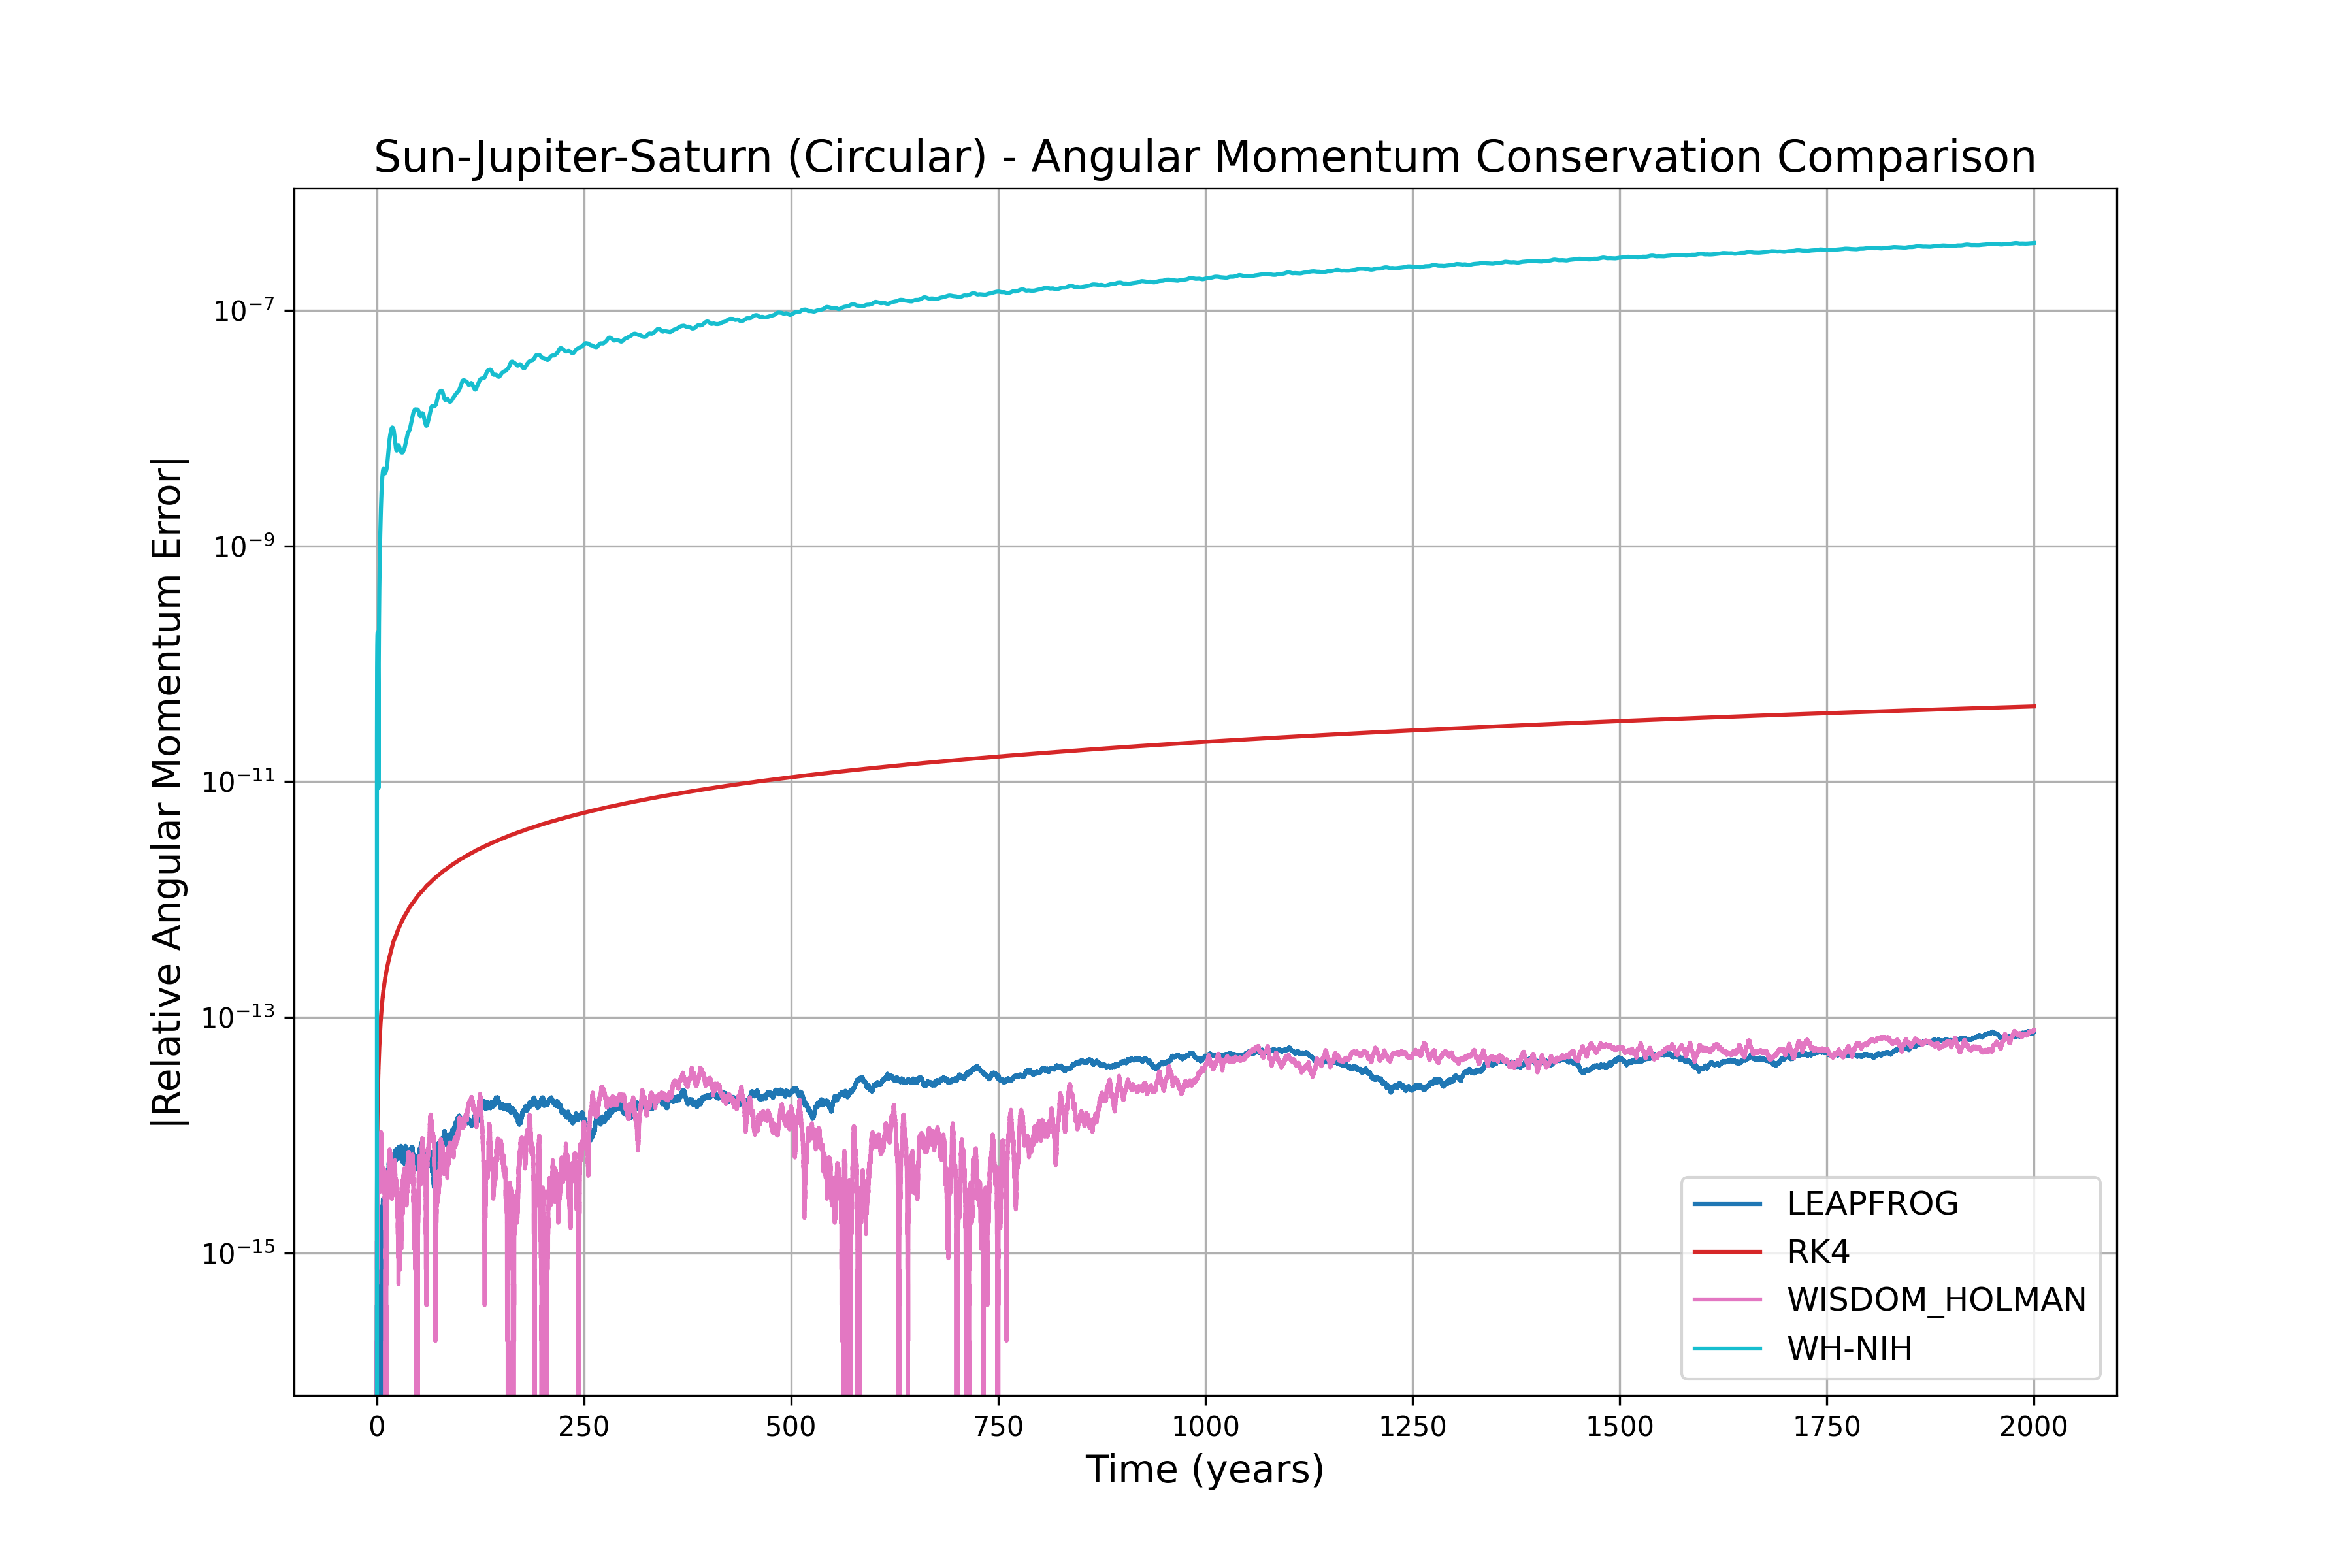 Sun-Jupiter-Saturn (Circular) - Angular Momentum Conservation Comparison
|Relative Angular Momentum Error|
10⁻⁷
10⁻⁹
10⁻¹¹
10⁻¹³
10⁻¹⁵
LEAPFROG
RK4
WISDOM_HOLMAN
WH-NIH
0 250 500 750 1000 1250 1500 1750 2000
Time (years)